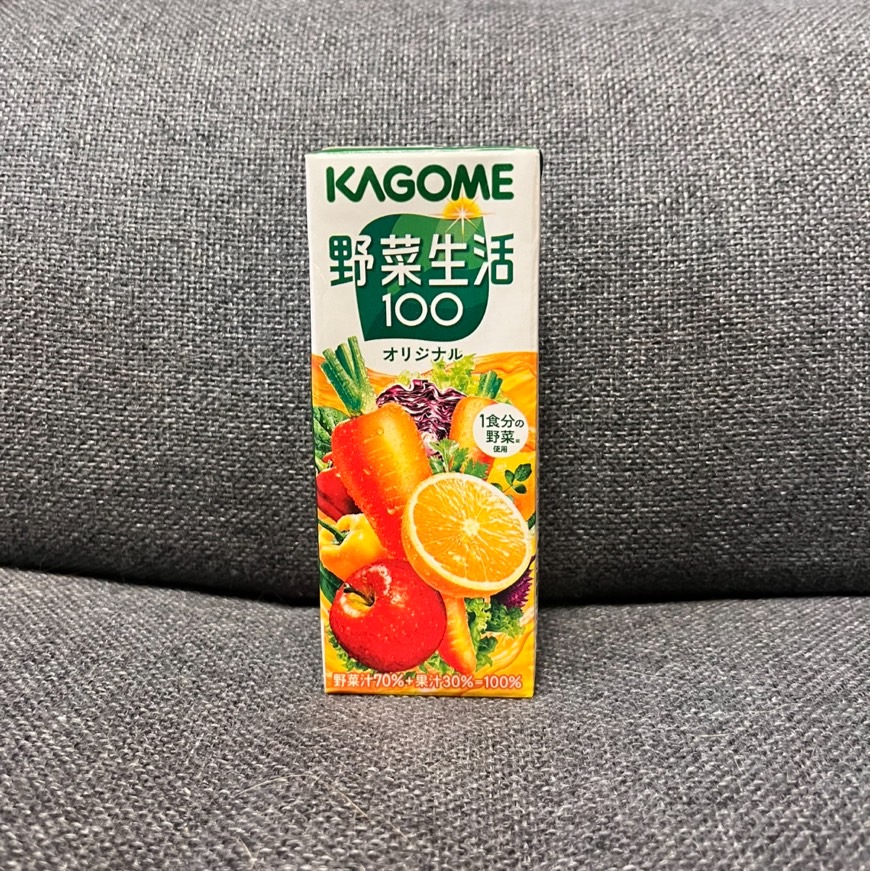 KAGOME
野菜生活
100
オリジナル
1食分の
野菜
使用
野菜汁70%+果汁30%=100%